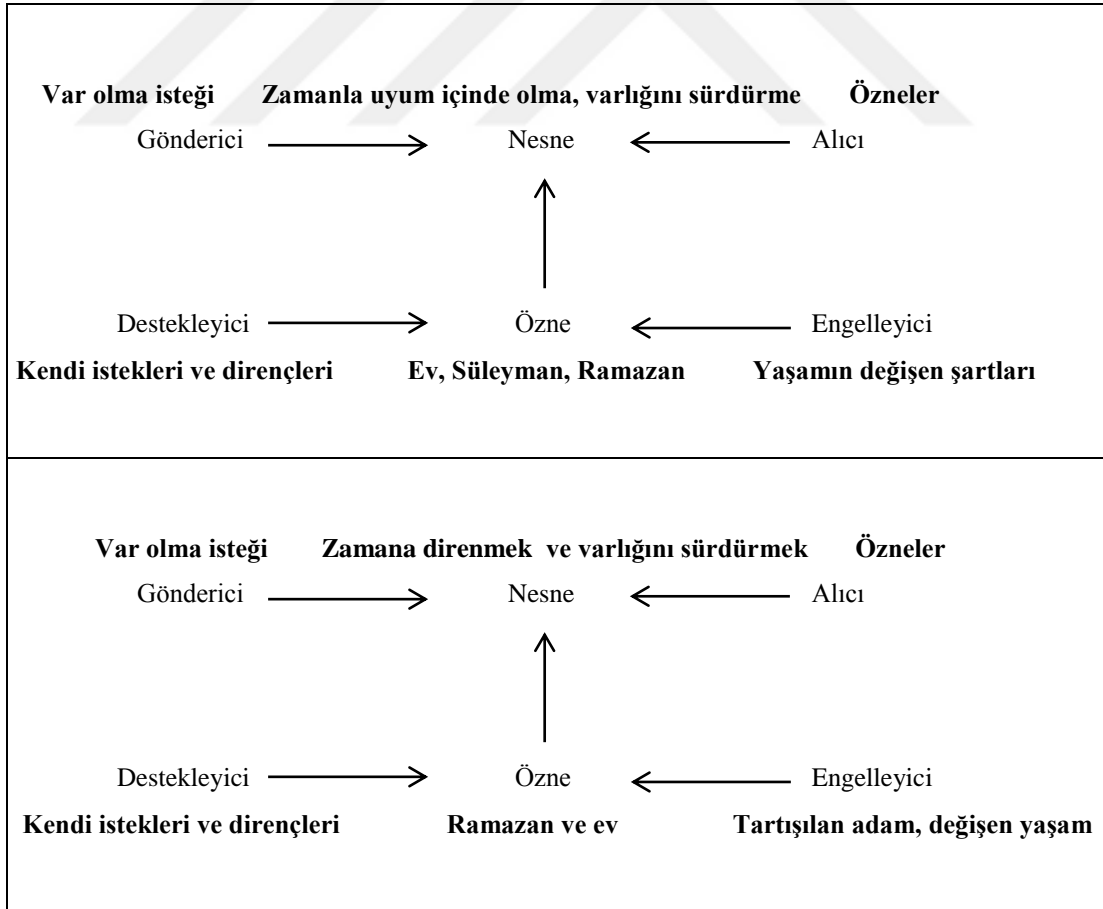 Var olma isteği Zamanla uyum içinde olma, varlığını sürdürme Özneler
Gönderici Nesne Alıcı
Destekleyici Özne Engelleyici
Kendi istekleri ve dirençleri Ev, Süleyman, Ramazan Yaşamın değişen şartları
Var olma isteği Zamana direnmek ve varlığını sürdürmek Özneler
Gönderici Nesne Alıcı
Destekleyici Özne Engelleyici
Kendi istekleri ve dirençleri Ramazan ve ev Tartışılan adam, değişen yaşam